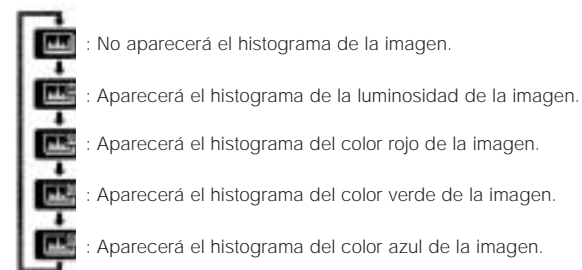 : No aparecerá el histograma de la imagen.
: Aparecerá el histograma de la luminosidad de la imagen.
: Aparecerá el histograma del color rojo de la imagen.
: Aparecerá el histograma del color verde de la imagen.
: Aparecerá el histograma del color azul de la imagen.